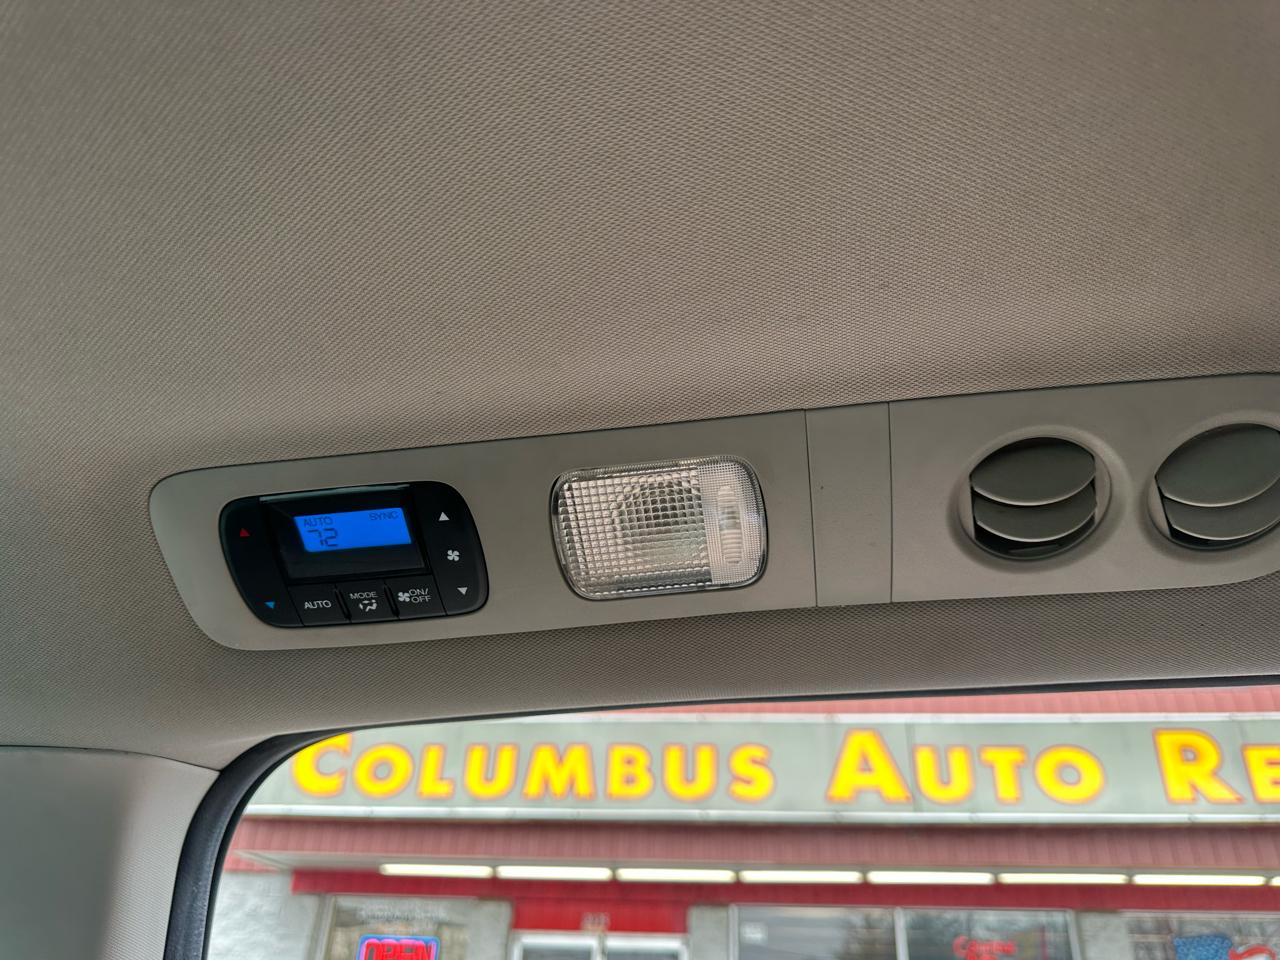 AUTO SYNC
72
AUTO
MODE
ON/
OFF
COLUMBUS AUTO RE
OPEN